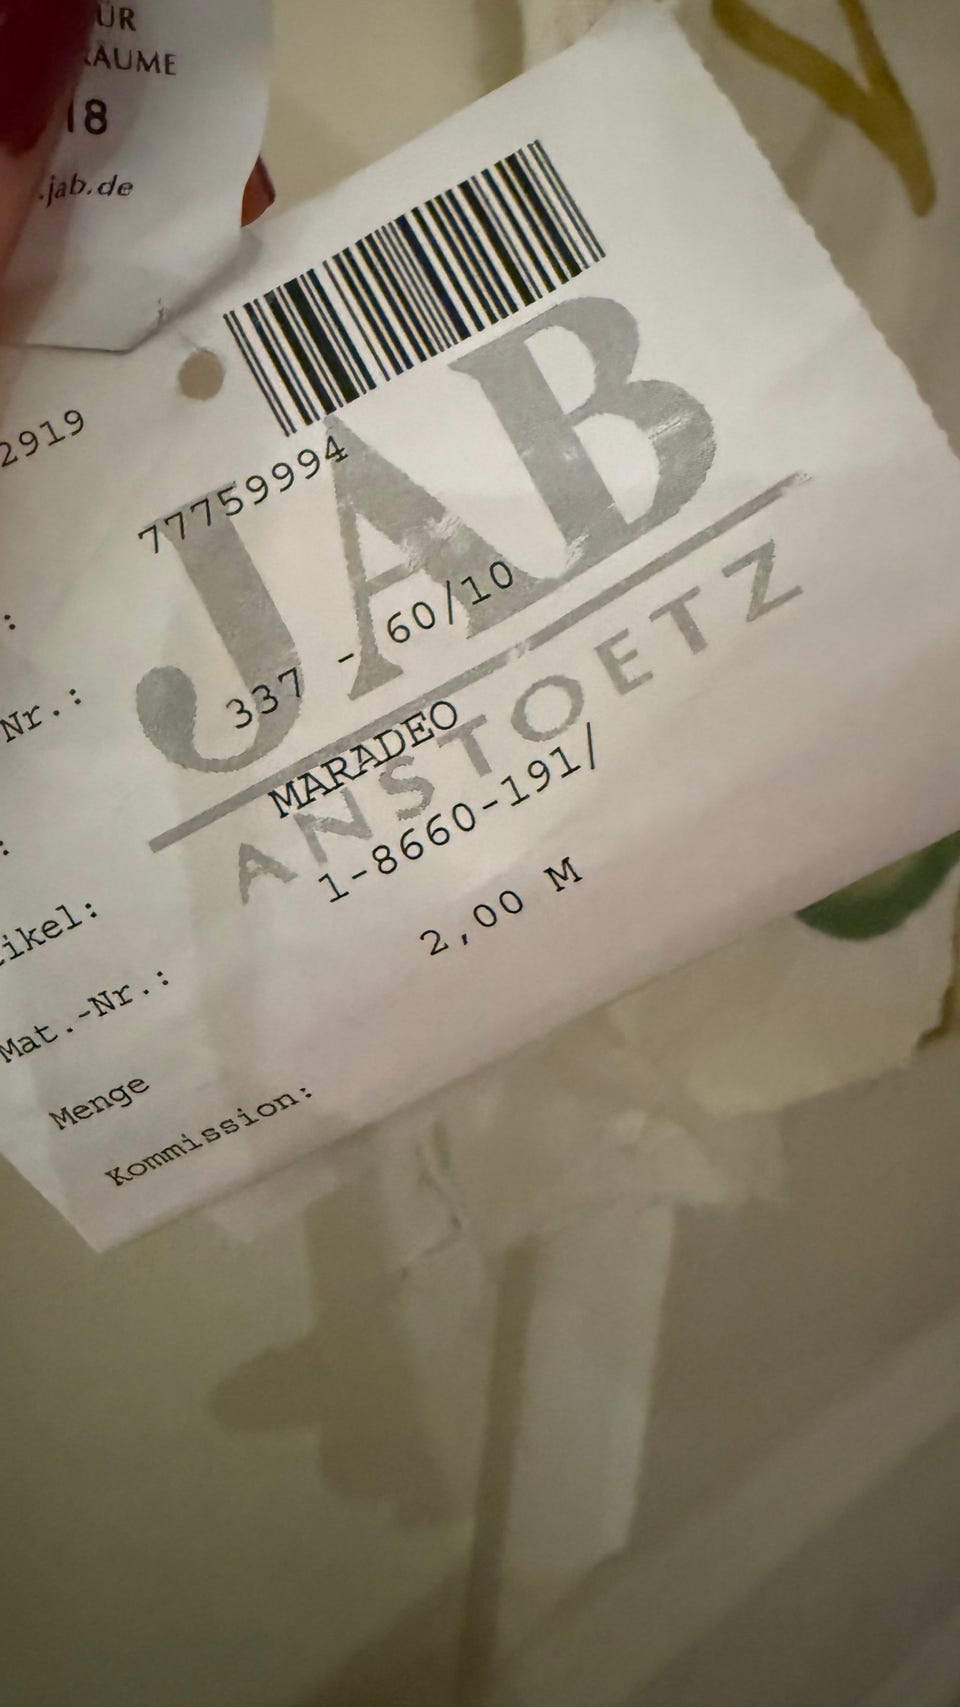 ÜR
ÄUME
18
.jab.de
2919
77759994
JAB
ANSTOETZ
:
Nr.: 337 - 60/10
: MARADEO
ikel: 1-8660-191/
Mat.-Nr.: 2,00 M
Menge
Kommission: